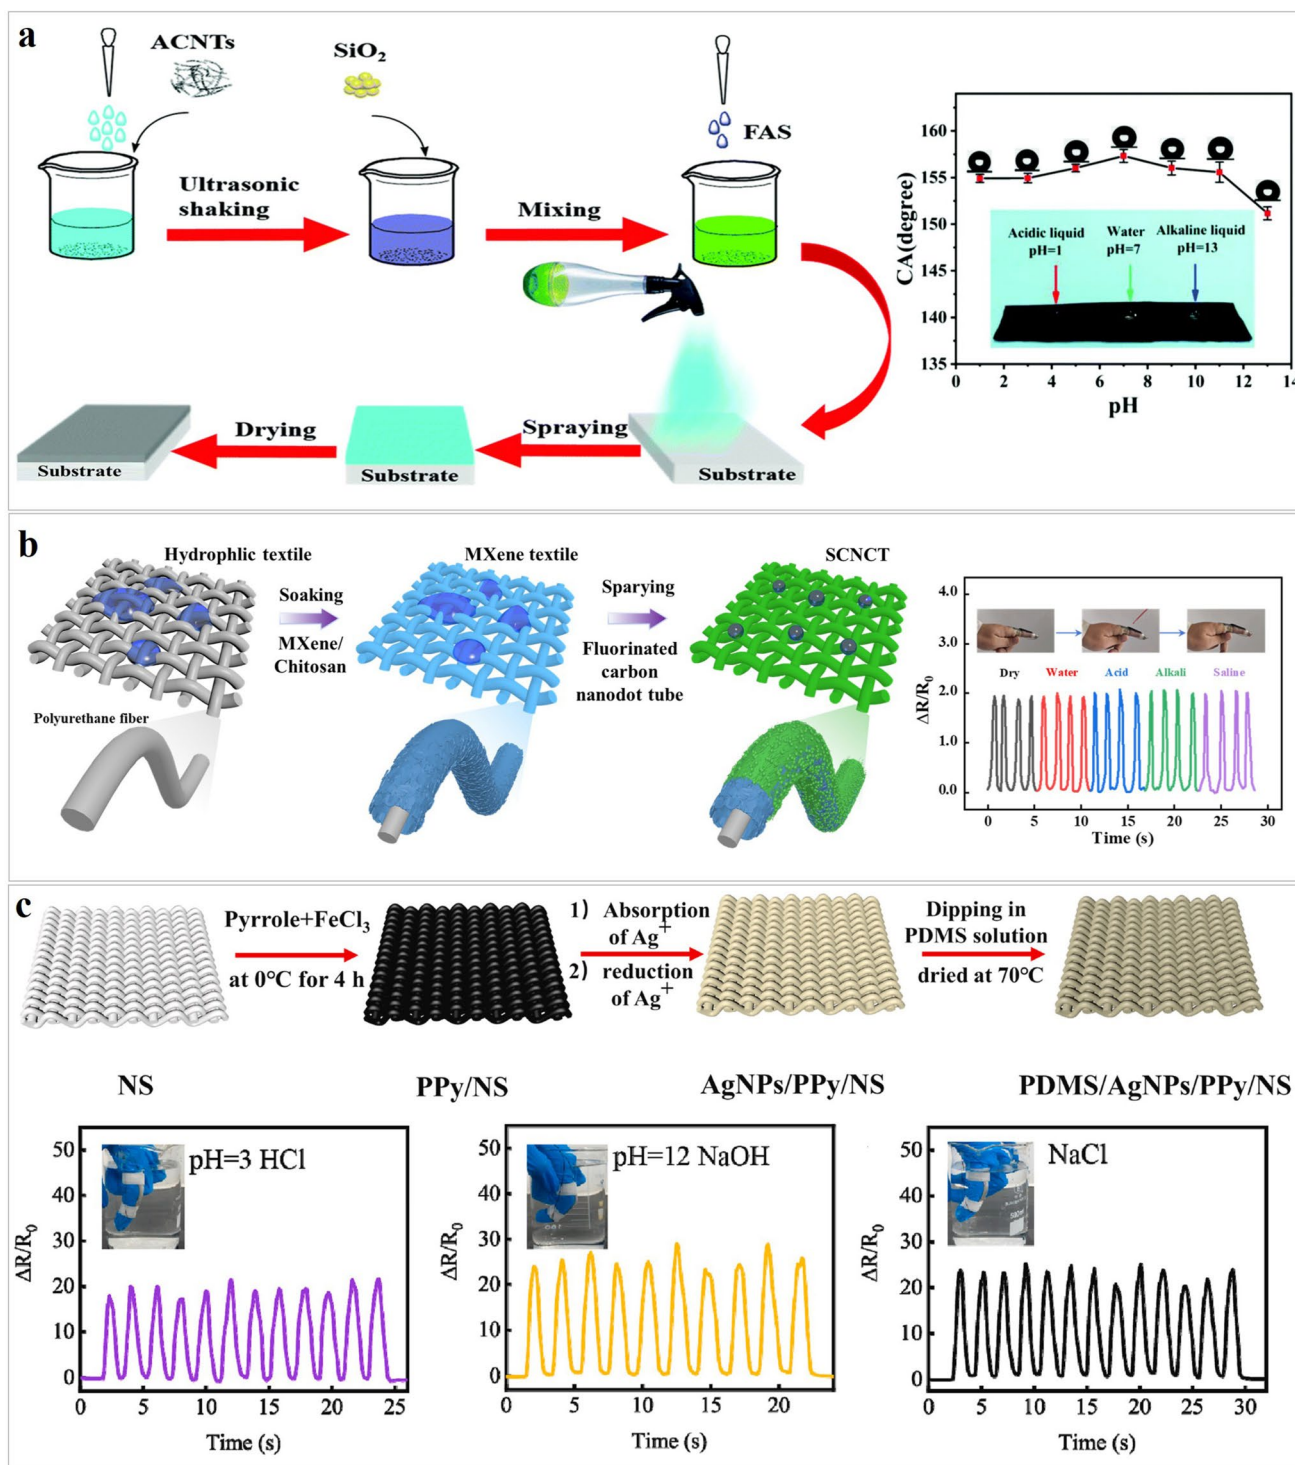 a
ACNTs
SiO2
FAS
Ultrasonic
shaking
Mixing
Spraying
Drying
Substrate
Substrate
Substrate
CA(degree)
160
155
150
145
140
135
0 2 4 6 8 10 12 14
pH
Acidic liquid
pH=1
Water
pH=7
Alkaline liquid
pH=13
b
Hydrophlic textile
Soaking
MXene/
Chitosan
MXene textile
Sparying
Fluorinated
carbon
nanodot tube
SCNCT
Polyurethane fiber
ΔR/R0
4.0
3.0
2.0
1.0
0.0
Dry Water Acid Alkali Saline
0 5 10 15 20 25 30
Time (s)
c
Pyrrole+FeCl3
at 0℃ for 4 h
1) Absorption
of Ag+
2) reduction
of Ag+
Dipping in
PDMS solution
dried at 70℃
NS
PPy/NS
AgNPs/PPy/NS
PDMS/AgNPs/PPy/NS
ΔR/R0
50
40
30
20
10
0
pH=3 HCl
0 5 10 15 20 25
Time (s)
ΔR/R0
50
40
30
20
10
0
pH=12 NaOH
0 5 10 15 20
Time (s)
ΔR/R0
50
40
30
20
10
0
NaCl
0 5 10 15 20 25 30
Time (s)